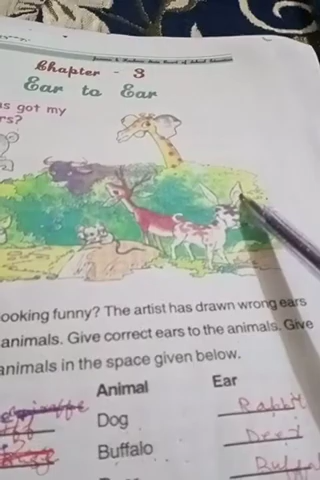 Chapter - 3
Ear to Ear
as got my
rs?
ooking funny? The artist has drawn wrong ears
animals. Give correct ears to the animals. Give
animals in the space given below.
Animal Ear
Dog Rabbit
Buffalo Deer